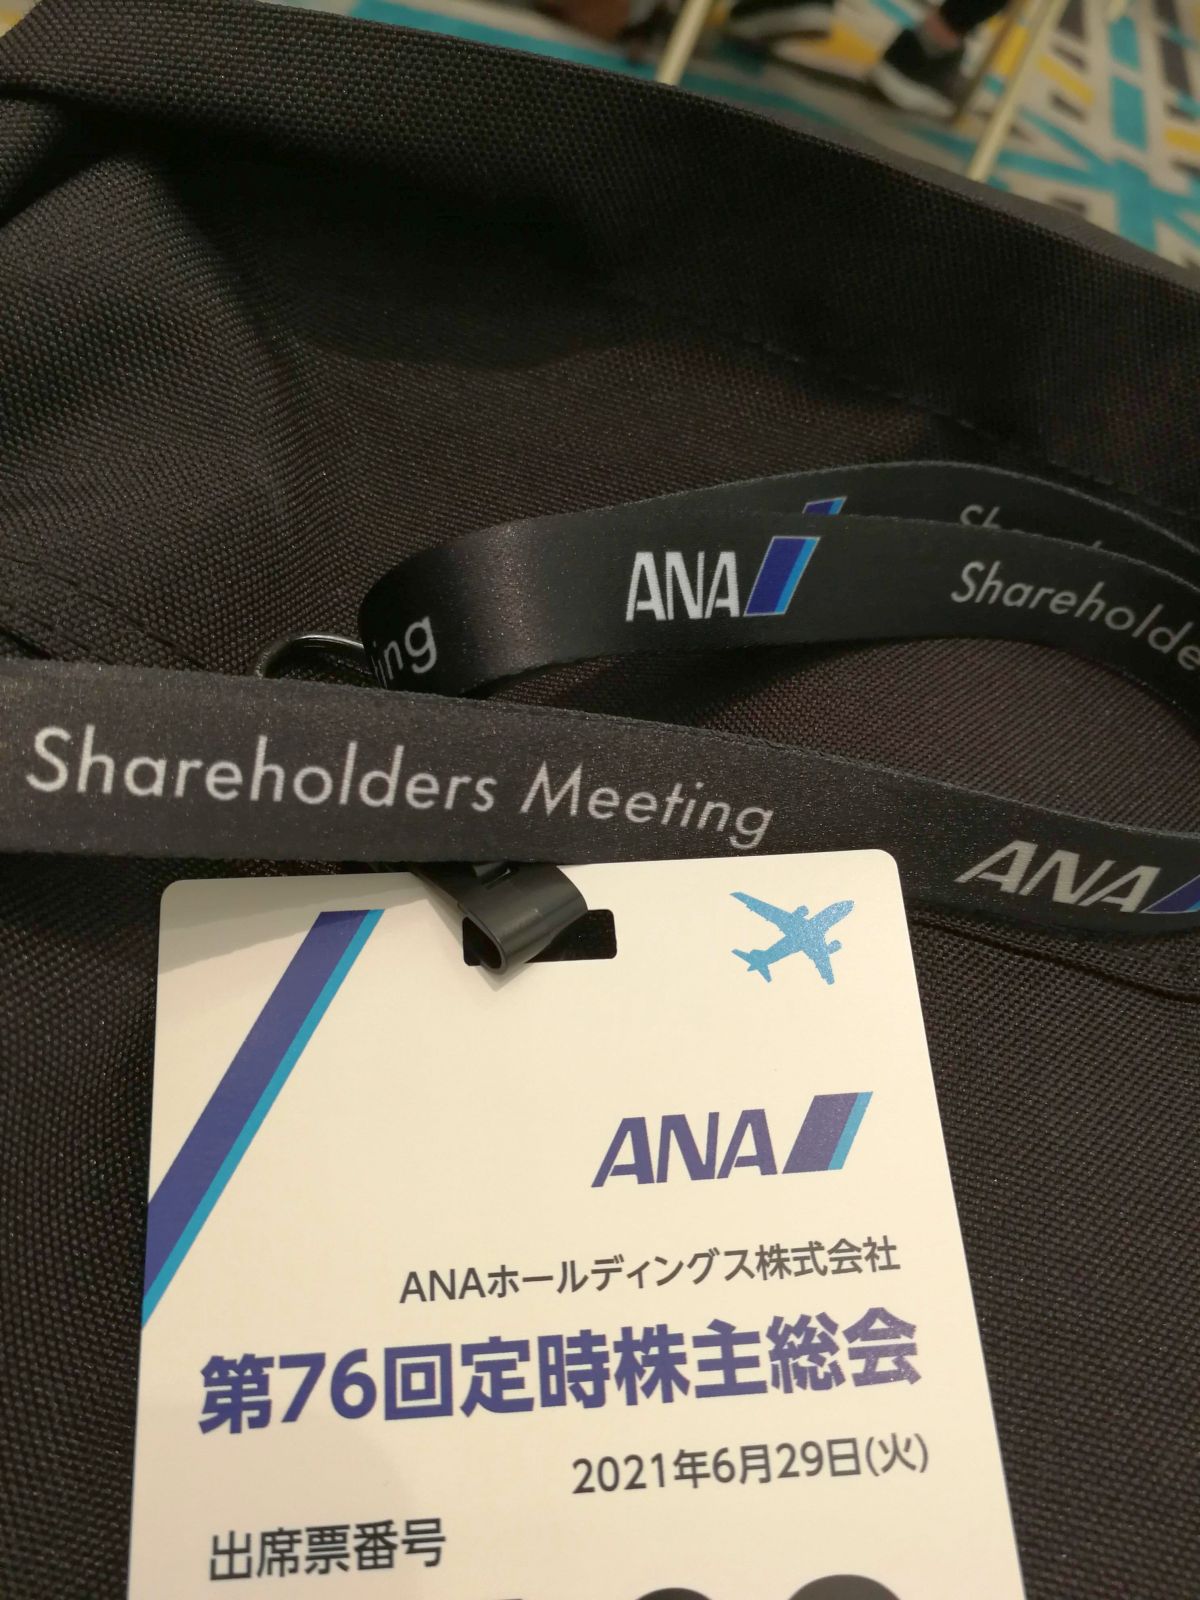 ANA
Shareholde
ing
Shareholders Meeting
ANA
ANA
ANAホールディングス株式会社
第76回定時株主総会
2021年6月29日(火)
出席票番号